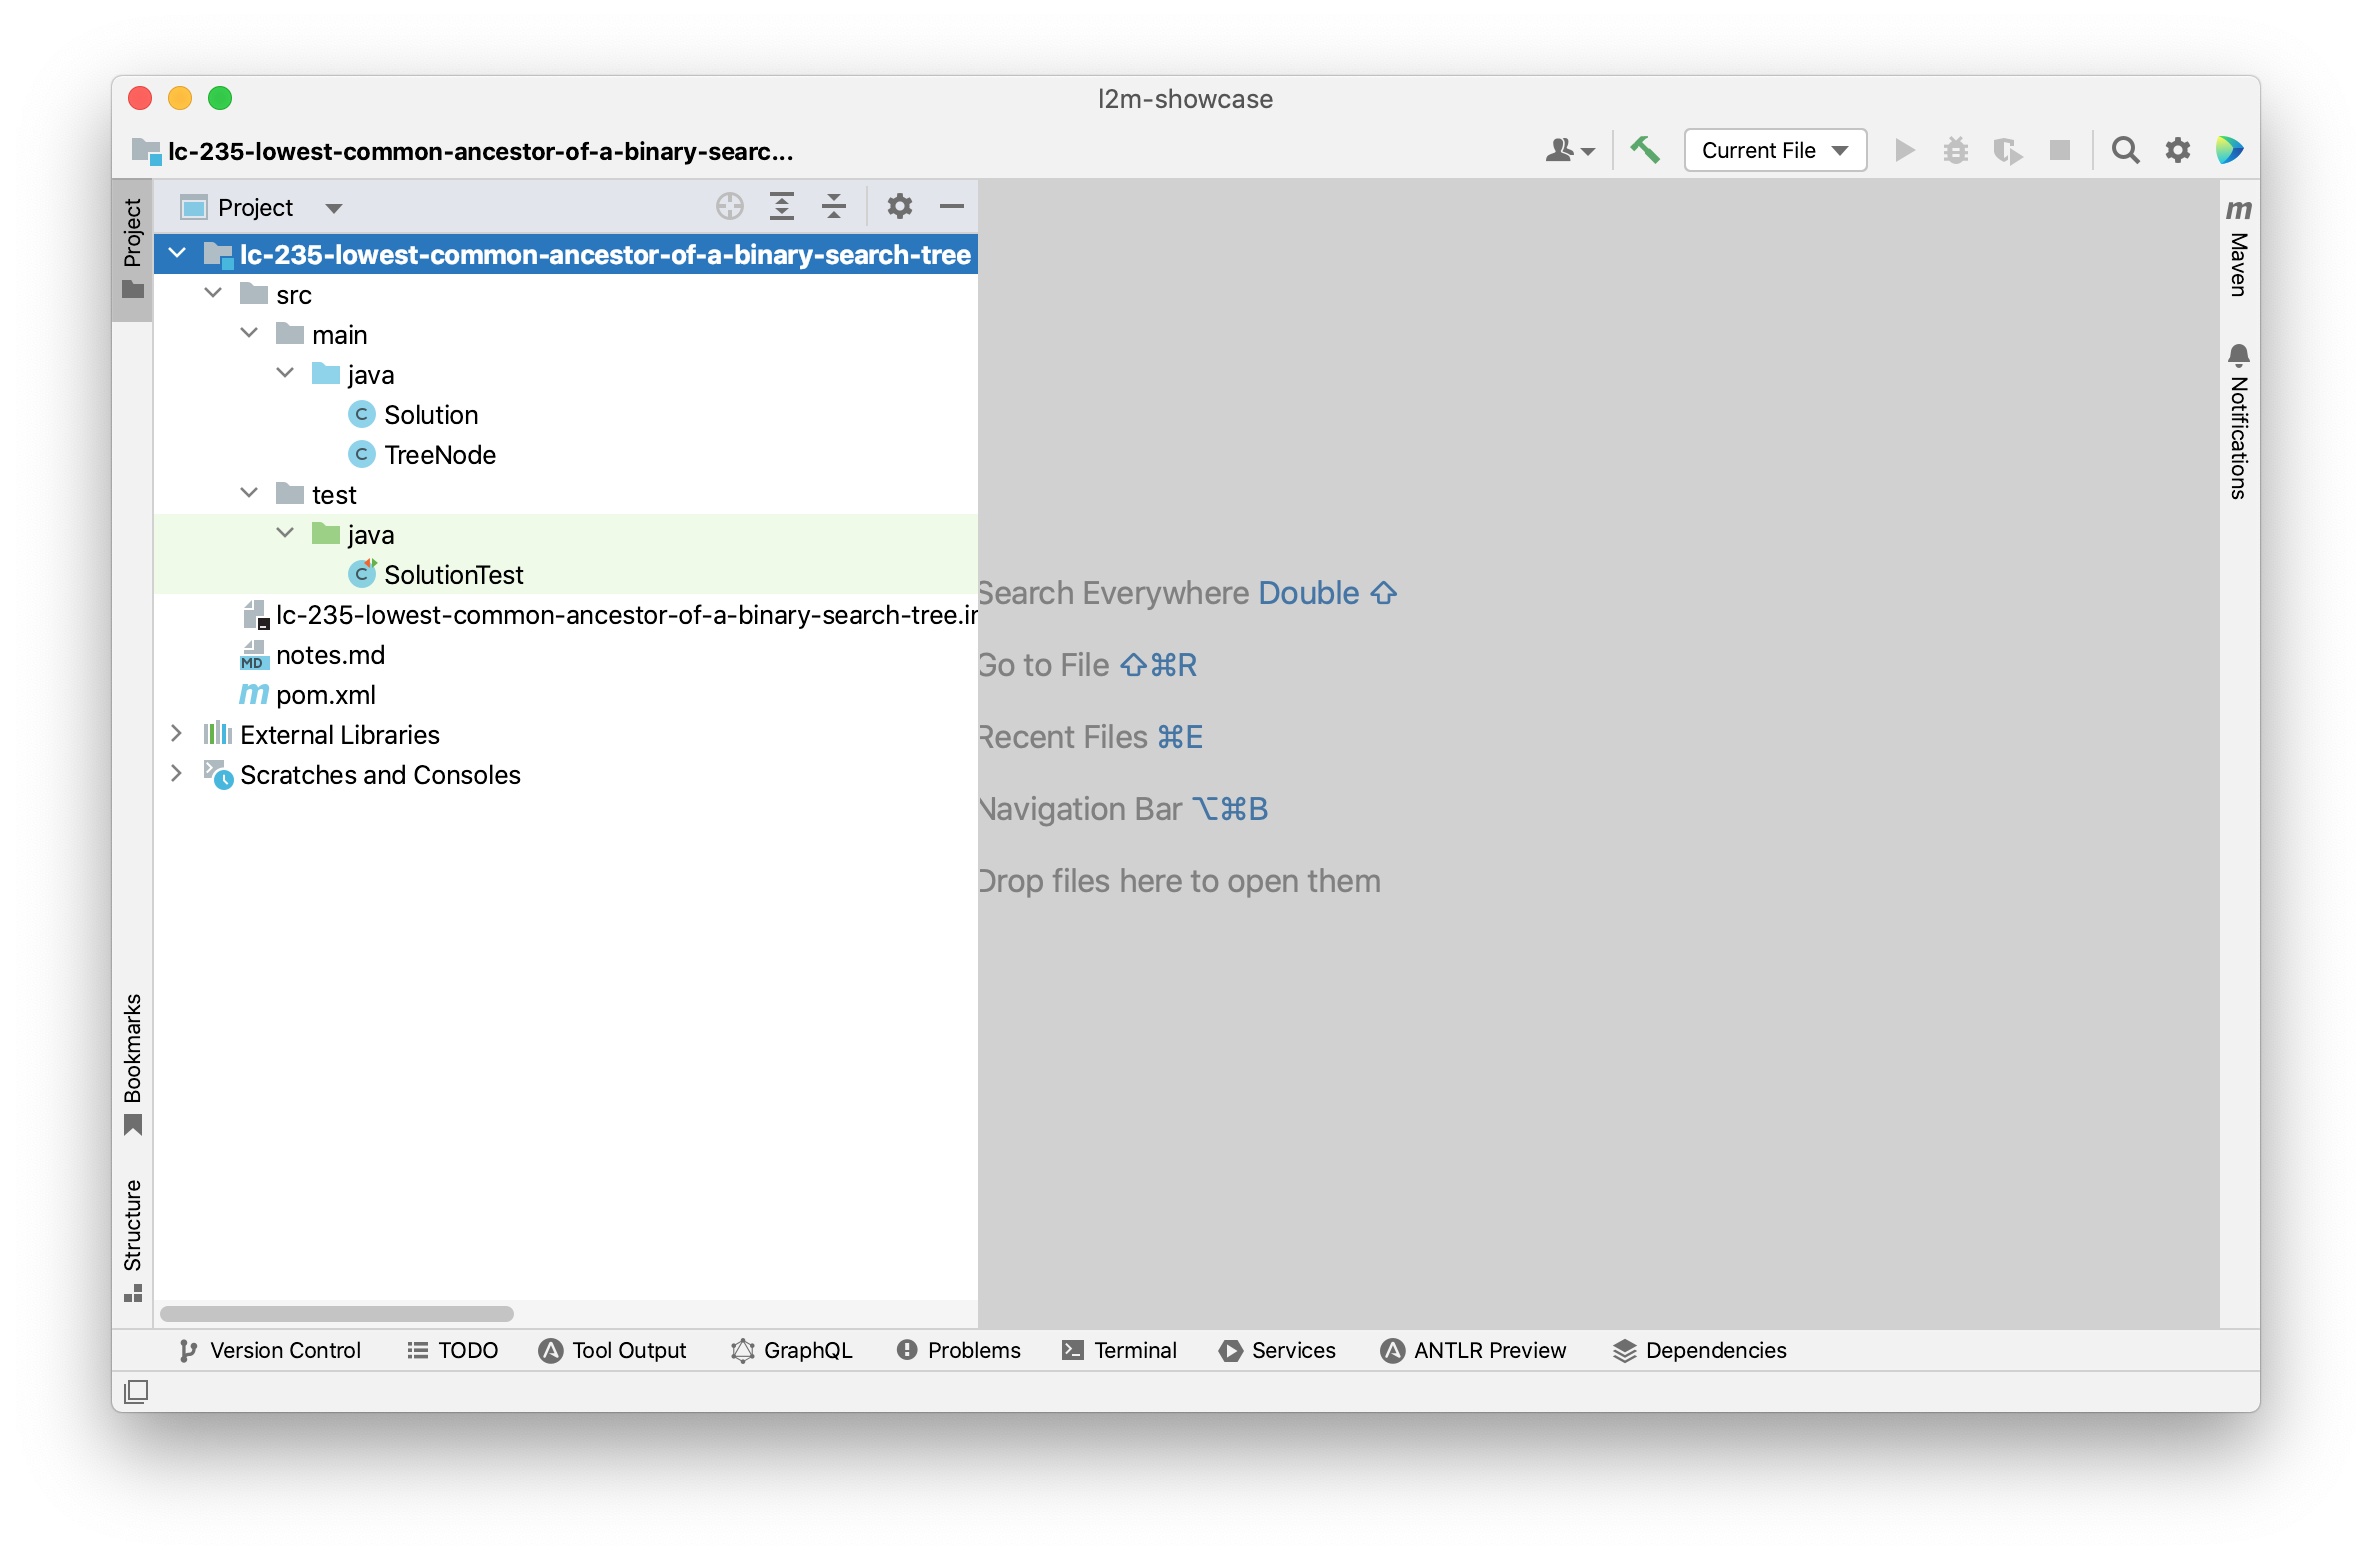 l2m-showcase
lc-235-lowest-common-ancestor-of-a-binary-searc...
Current File
Project
Project
lc-235-lowest-common-ancestor-of-a-binary-search-tree
src
main
java
C Solution
C TreeNode
test
java
C SolutionTest
lc-235-lowest-common-ancestor-of-a-binary-search-tree.ir
MD notes.md
m pom.xml
External Libraries
Scratches and Consoles
Search Everywhere Double ⇧
Go to File ⇧⌘R
Recent Files ⌘E
Navigation Bar ⌥⌘B
Drop files here to open them
m Maven
Notifications
Bookmarks
Structure
Version Control
TODO
A Tool Output
GraphQL
Problems
Terminal
Services
A ANTLR Preview
Dependencies